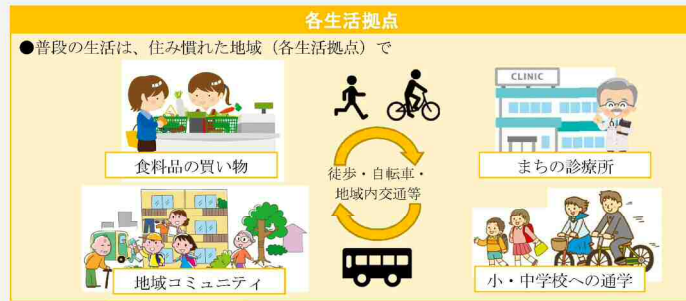 各生活拠点
●普段の生活は、住み慣れた地域（各生活拠点）で
CLINIC
食料品の買い物
徒歩・自転車・
地域内交通等
まちの診療所
地域コミュニティ
小・中学校への通学